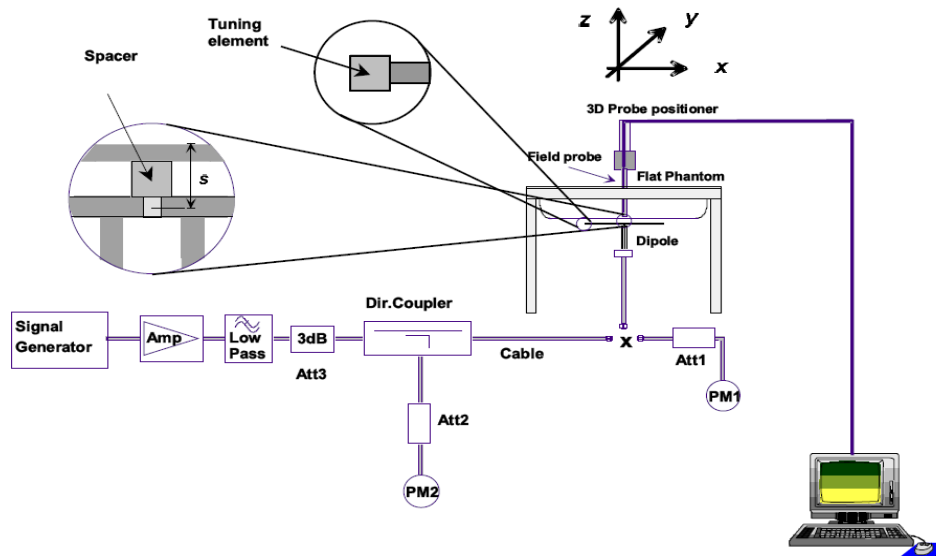 Tuning
element
Spacer
z
y
x
3D Probe positioner
Field probe
Flat Phantom
s
Dipole
Dir.Coupler
Signal
Generator
Amp
Low
Pass
3dB
Att3
Cable
x
Att1
PM1
Att2
PM2